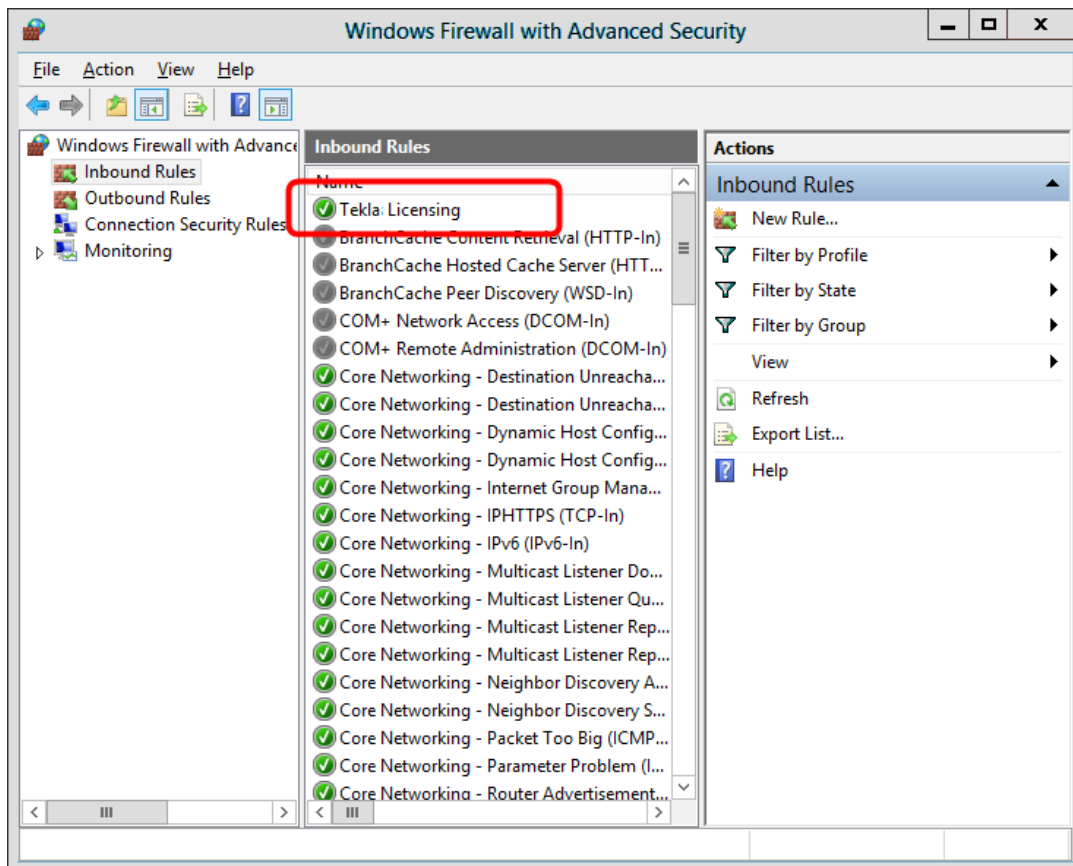 Windows Firewall with Advanced Security
File Action View Help
Windows Firewall with Advance
Inbound Rules
Outbound Rules
Connection Security Rules
Monitoring
Inbound Rules
Name
Tekla Licensing
BranchCache Content Retrieval (HTTP-In)
BranchCache Hosted Cache Server (HTT...
BranchCache Peer Discovery (WSD-In)
COM+ Network Access (DCOM-In)
COM+ Remote Administration (DCOM-In)
Core Networking - Destination Unreacha...
Core Networking - Destination Unreacha...
Core Networking - Dynamic Host Config...
Core Networking - Dynamic Host Config...
Core Networking - Internet Group Mana...
Core Networking - IPHTTPS (TCP-In)
Core Networking - IPv6 (IPv6-In)
Core Networking - Multicast Listener Do...
Core Networking - Multicast Listener Qu...
Core Networking - Multicast Listener Rep...
Core Networking - Multicast Listener Rep...
Core Networking - Neighbor Discovery A...
Core Networking - Neighbor Discovery S...
Core Networking - Packet Too Big (ICMP...
Core Networking - Parameter Problem (I...
Core Networking - Router Advertisement...
Actions
Inbound Rules
New Rule...
Filter by Profile
Filter by State
Filter by Group
View
Refresh
Export List...
Help